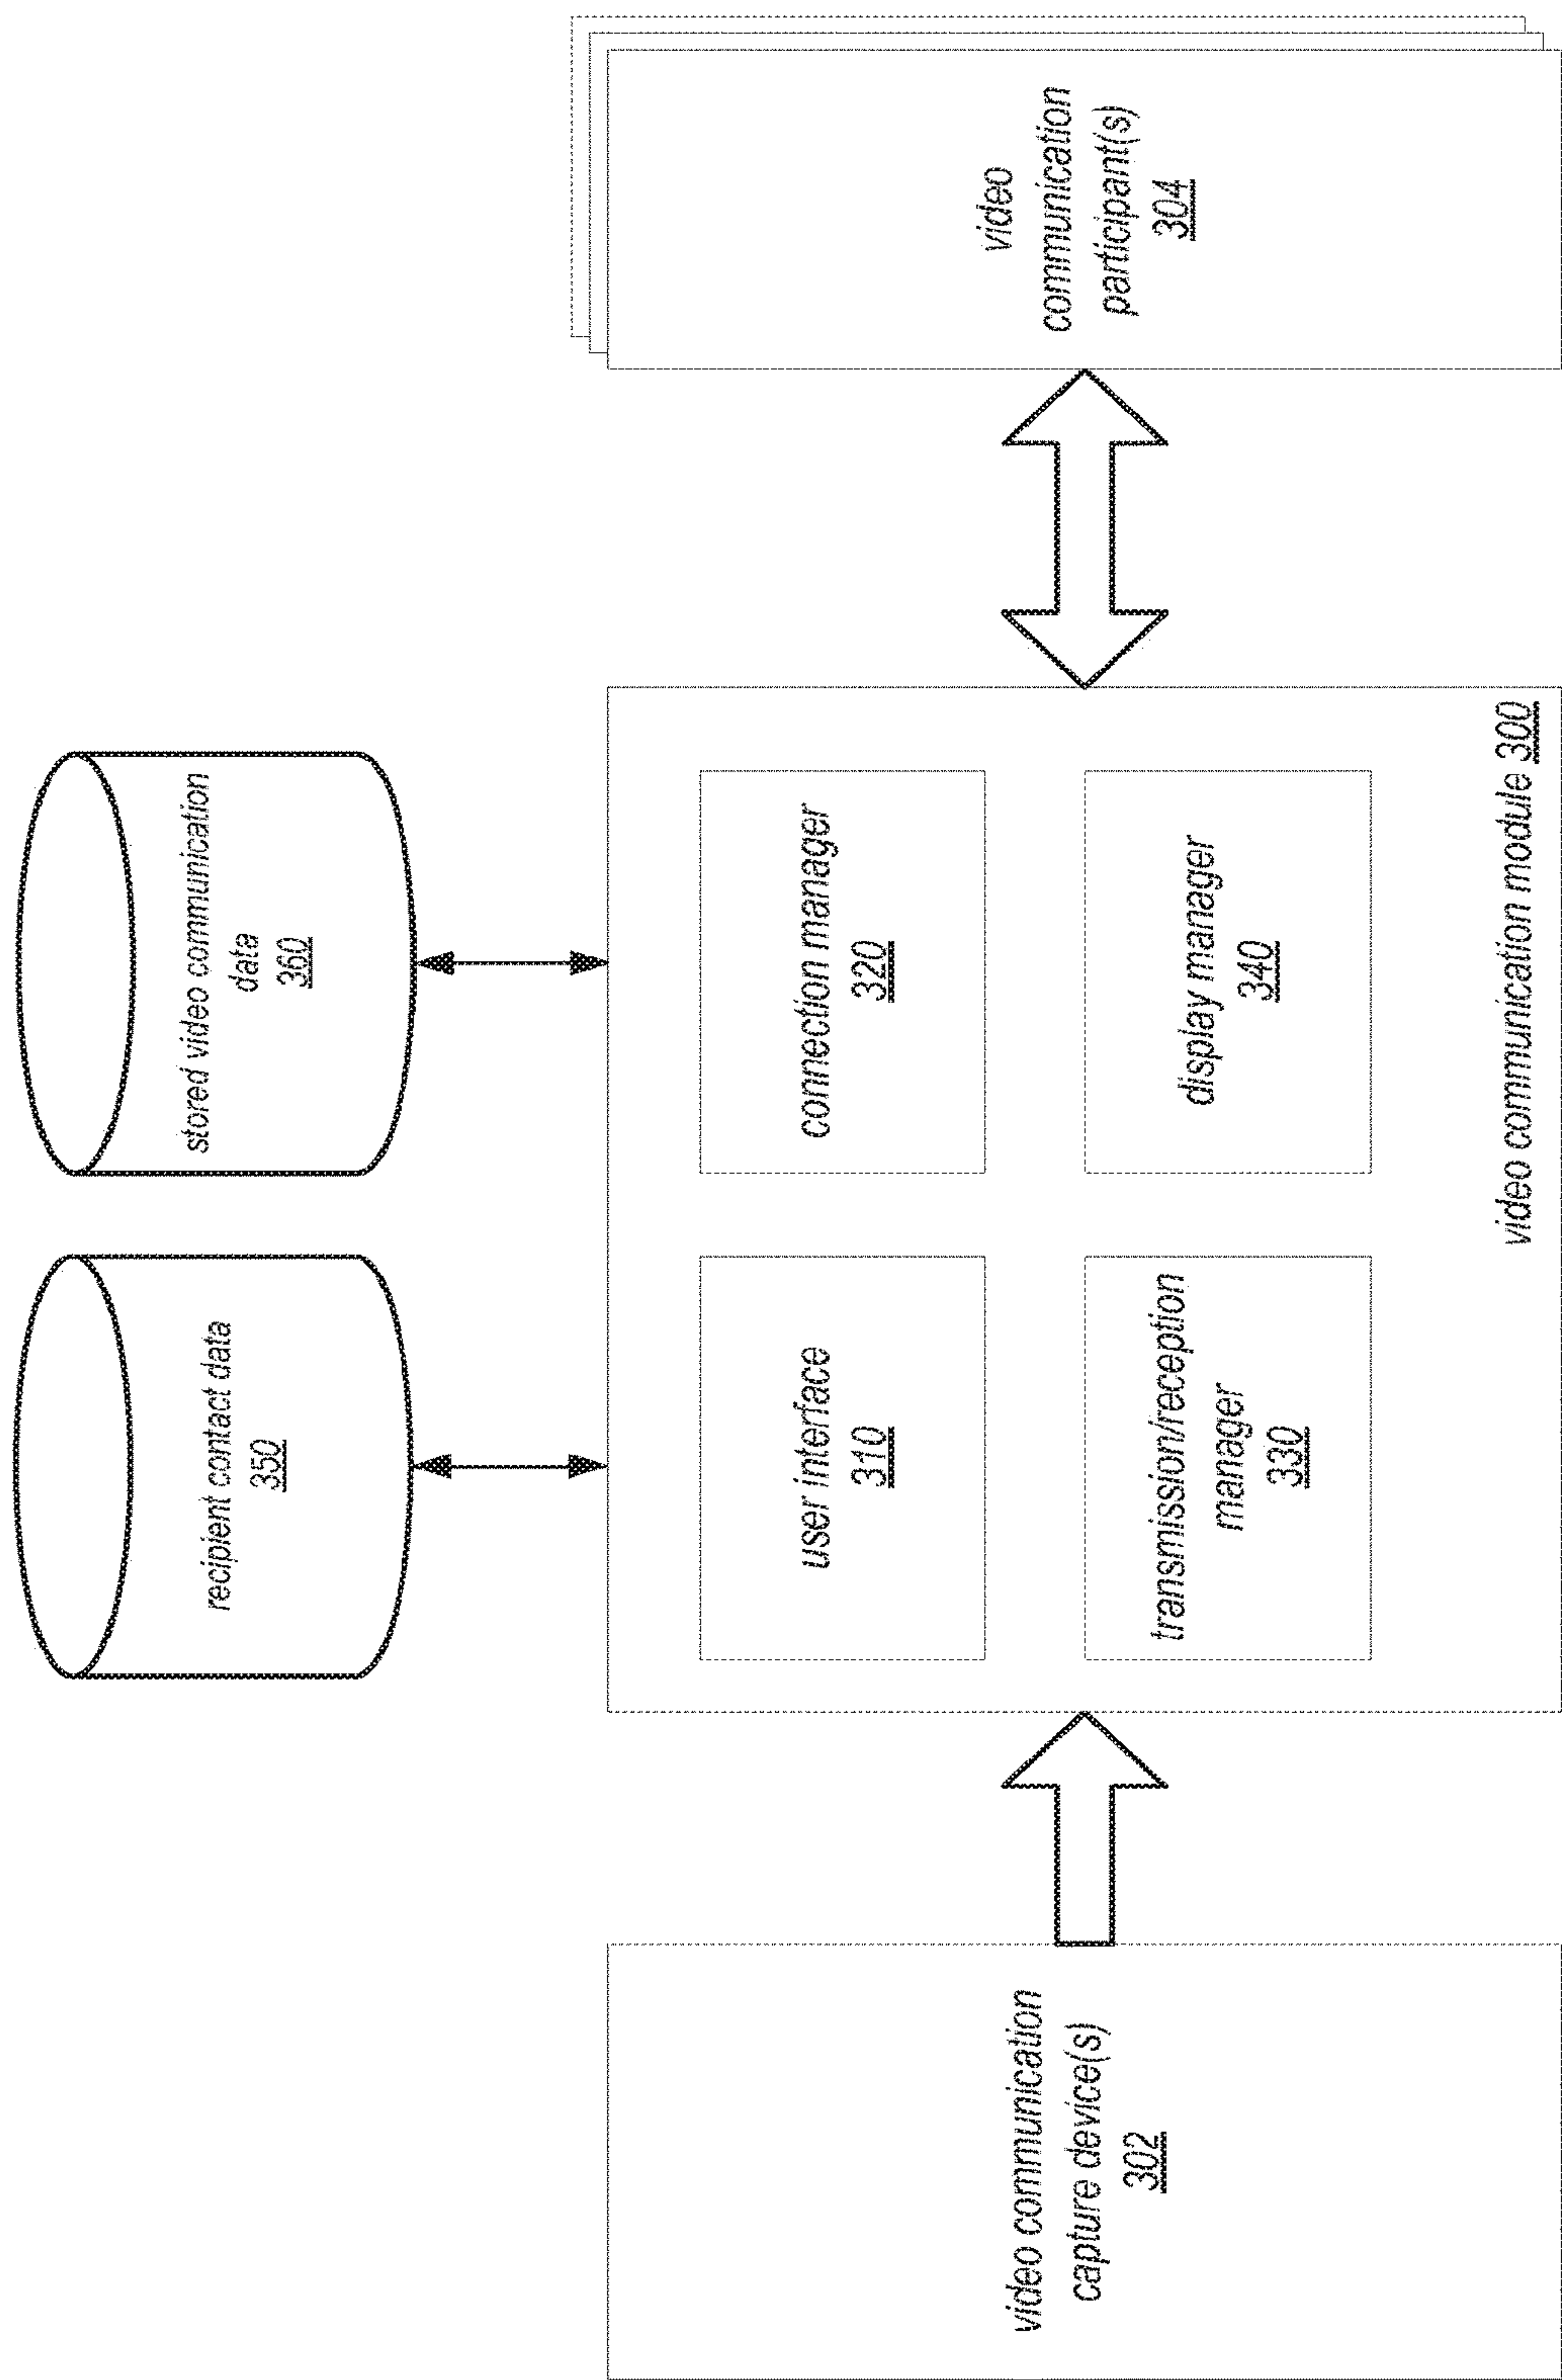 recipient contact data
350
stored video communication
data
360
video communication
capture device(s)
302
user interface
310
connection manager
320
transmission/reception
manager
330
display manager
340
video communication module 300
video
communication
participant(s)
304